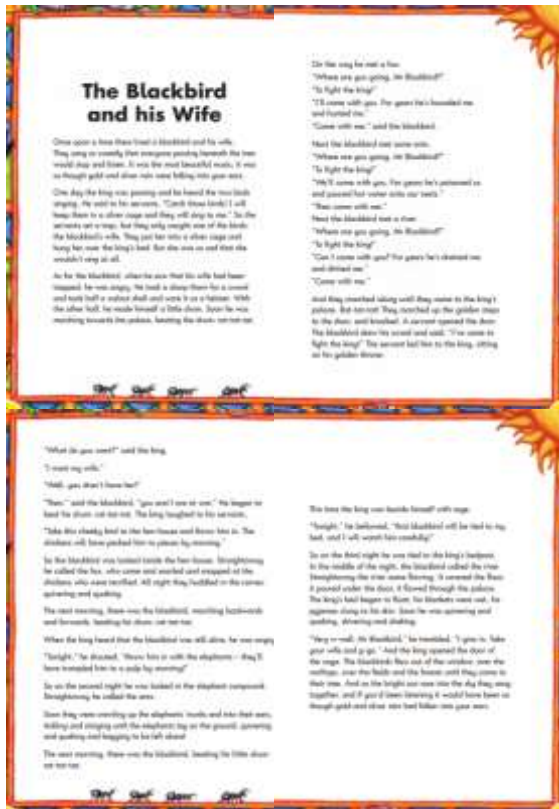 The Blackbird
and his Wife
Once upon a time there lived a blackbird and his wife.
They sang so sweetly that everyone passing beneath the tree
would stop and listen. It was the most beautiful music, it was
as though gold and silver rain were falling into your ears.
One day the king was passing and he heard the two birds
singing. He said to his servants, "Catch those birds! I will
keep them in a silver cage and they will sing to me." So the
servants set a trap, but they only caught one of the birds:
the blackbird's wife. They put her into a silver cage and
hung her over the king's bed. But she was so sad that she
wouldn't sing at all.
As for the blackbird, when he saw that his wife had been
trapped, he was angry. He took a sharp thorn for a sword
and took half a walnut shell and wore it as a helmet. With
the other half, he made himself a little drum. Soon he was
marching towards the palace, beating the drum: rat-tat-tat.
On the way he met a fox.
"Where are you going, Mr Blackbird?"
"To fight the king!"
"I'll come with you. For years he's hounded me
and hunted me."
"Come with me," said the blackbird.
Next the blackbird met some ants.
"Where are you going, Mr Blackbird?"
"To fight the king!"
"We'll come with you. For years he's poisoned us
and poured hot water onto our nests."
"Then come with me."
Next the blackbird met a river.
"Where are you going, Mr Blackbird?"
"To fight the king!"
"Can I come with you? For years he's drained me
and dirtied me."
"Come with me."
And they marched along until they came to the king's
palace. Rat-tat-tat! They marched up the golden steps
to the door, and knocked. A servant opened the door.
The blackbird drew his sword and said, "I've come to
fight the king!" The servant led him to the king, sitting
on his golden throne.
"What do you want?" said the king.
"I want my wife."
"Well, you can't have her!"
"Then," said the blackbird, "you and I are at war." He began to
beat his drum: rat-tat-tat. The king laughed to his servants,
"Take this cheeky bird to the hen-house and throw him in. The
chickens will have pecked him to pieces by morning."
So the blackbird was locked inside the hen-house. Straightaway
he called the fox, who came and snarled and snapped at the
chickens who were terrified. All night they huddled in the corner,
quivering and quaking.
The next morning, there was the blackbird, marching backwards
and forwards, beating his drum: rat-tat-tat.
When the king heard that the blackbird was still alive, he was angry.
"Tonight," he shouted, "throw him in with the elephants – they'll
have trampled him to a pulp by morning!"
So on the second night he was locked in the elephant compound.
Straightaway he called the ants.
Soon they were crawling up the elephants' trunks and into their ears,
tickling and stinging until the elephants lay on the ground, quivering
and quaking and begging to be left alone!
The next morning, there was the blackbird, beating his little drum:
rat-tat-tat.
This time the king was beside himself with rage.
"Tonight," he bellowed, "that blackbird will be tied to my
bed, and I will watch him carefully!"
So on the third night he was tied to the king's bedpost.
In the middle of the night, the blackbird called the river.
Straightaway the river came flowing. It covered the floor,
it poured under the door, it flowed through the palace.
The king's bed began to float, his blankets were wet, his
pyjamas clung to his skin. Soon he was quivering and
quaking, shivering and shaking.
"Very w-well, Mr Blackbird," he trembled, "I give in. Take
your wife and g-go." And the king opened the door of
the cage. The blackbirds flew out of the window, over the
rooftops, over the fields and the forests until they came to
their tree. And as the bright sun rose into the sky they sang
together, and if you'd been listening it would have been as
though gold and silver rain had fallen into your ears.